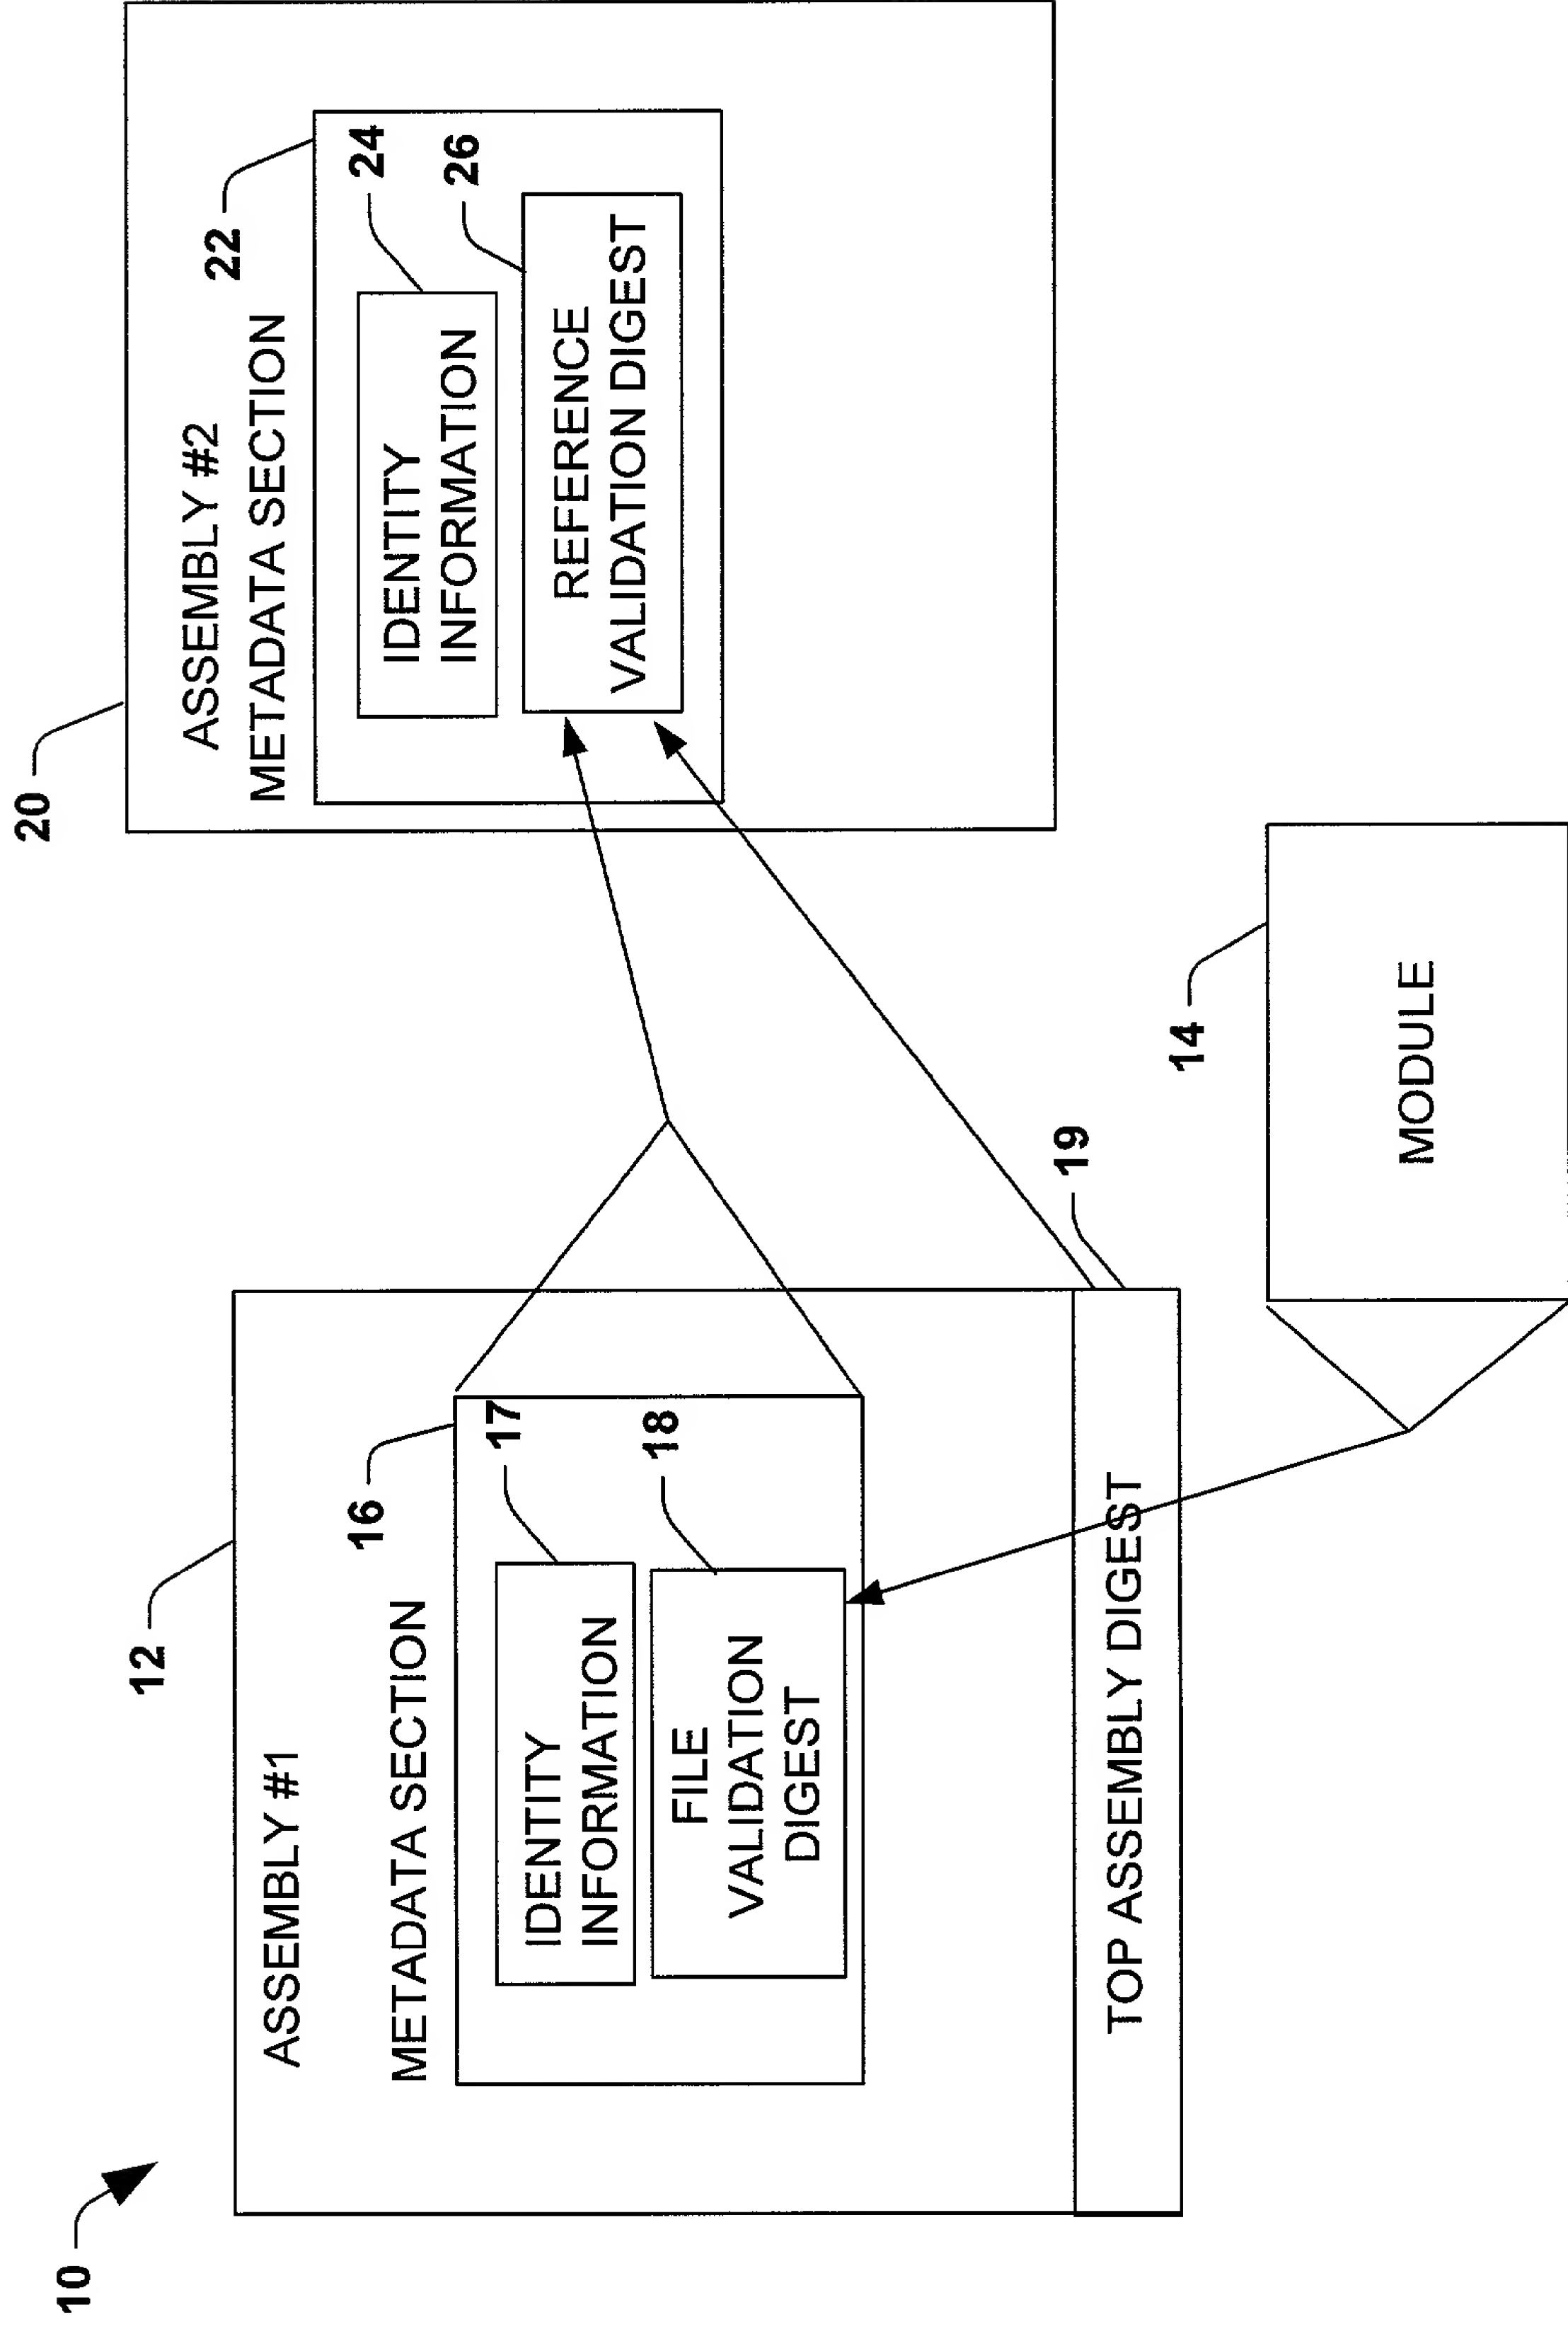 10
12
ASSEMBLY #1
METADATA SECTION
16
IDENTITY
INFORMATION
17
FILE
VALIDATION
DIGEST
18
TOP ASSEMBLY DIGEST
19
MODULE
14
20
ASSEMBLY #2
METADATA SECTION
22
IDENTITY
INFORMATION
24
REFERENCE
VALIDATION DIGEST
26